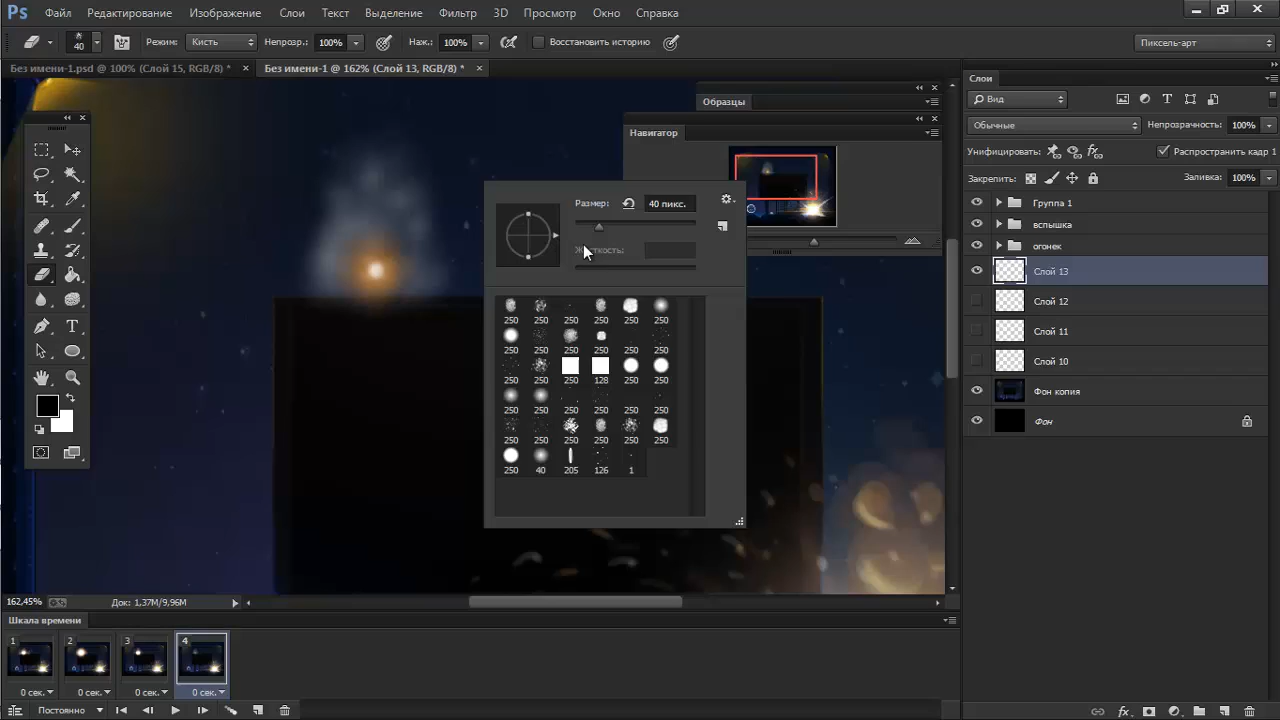 Ps Файл Редактирование Изображение Слои Текст Выделение Фильтр 3D Просмотр Окно Справка
40 Режим: Кисть Непрозр.: 100% Наж.: 100% Восстановить историю Пиксель-арт
Без имени-1.psd @ 100% (Слой 15, RGB/8) * × Без имени-1 @ 162% (Слой 13, RGB/8) * ×
Образцы
Навигатор
Размер: 40 пикс.
Жесткость:
250 250 250 250 250 250
250 250 250 250 250 250
250 250 250 128 250 250
250 250 250 250 250 250
250 250 250 250 250 250
250 40 205 126 1
Слои
Вид
Обычные Непрозрачность: 100%
Унифицировать: Распространить кадр 1
Закрепить: Заливка: 100%
Группа 1
вспышка
огонек
Слой 13
Слой 12
Слой 11
Слой 10
Фон копия
Фон
162,45% Док: 1,37M/9,96M
Шкала времени
1 2 3 4
0 сек. 0 сек. 0 сек. 0 сек.
Постоянно